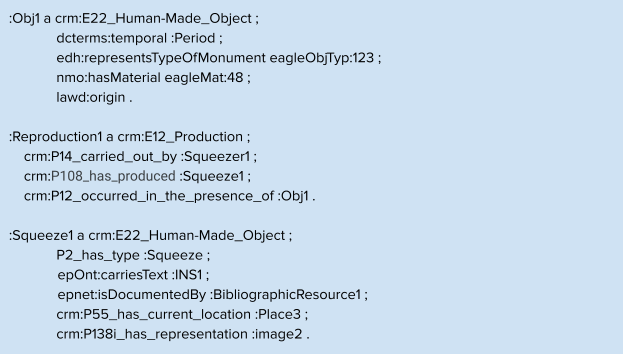 :Obj1 a crm:E22_Human-Made_Object ;
dcterms:temporal :Period ;
edh:representsTypeOfMonument eagleObjTyp:123 ;
nmo:hasMaterial eagleMat:48 ;
lawd:origin .
:Reproduction1 a crm:E12_Production ;
crm:P14_carried_out_by :Squeezer1 ;
crm:P108_has_produced :Squeeze1 ;
crm:P12_occurred_in_the_presence_of :Obj1 .
:Squeeze1 a crm:E22_Human-Made_Object ;
P2_has_type :Squeeze ;
epOnt:carriesText :INS1 ;
epnet:isDocumentedBy :BibliographicResource1 ;
crm:P55_has_current_location :Place3 ;
crm:P138i_has_representation :image2 .